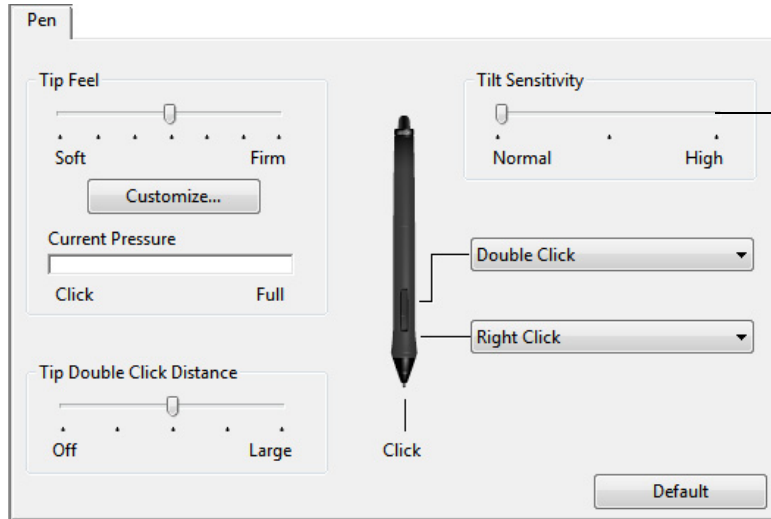 Pen
Tip Feel
Soft Firm
Customize...
Current Pressure
Click Full
Tip Double Click Distance
Off Large
Tilt Sensitivity
Normal High
Double Click
Right Click
Click
Default